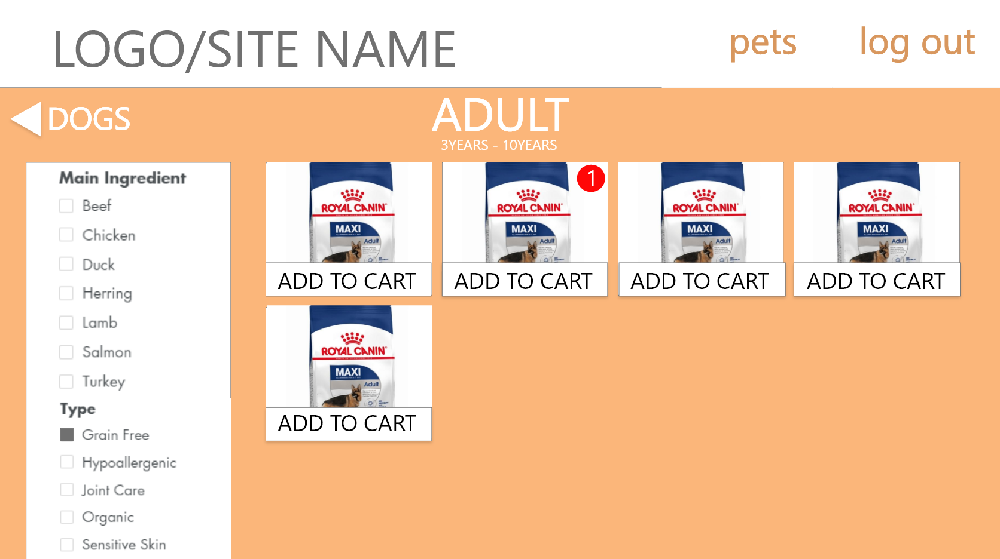 LOGO/SITE NAME
pets
log out
DOGS
ADULT
3YEARS - 10YEARS
Main Ingredient
Beef
Chicken
Duck
Herring
Lamb
Salmon
Turkey
Type
Grain Free
Hypoallergenic
Joint Care
Organic
Sensitive Skin
ROYAL CANIN
MAXI
Adult
ADD TO CART
1
ROYAL CANIN
MAXI
Adult
ADD TO CART
ROYAL CANIN
MAXI
Adult
ADD TO CART
ROYAL CANIN
MAXI
Adult
ADD TO CART
ROYAL CANIN
MAXI
Adult
ADD TO CART